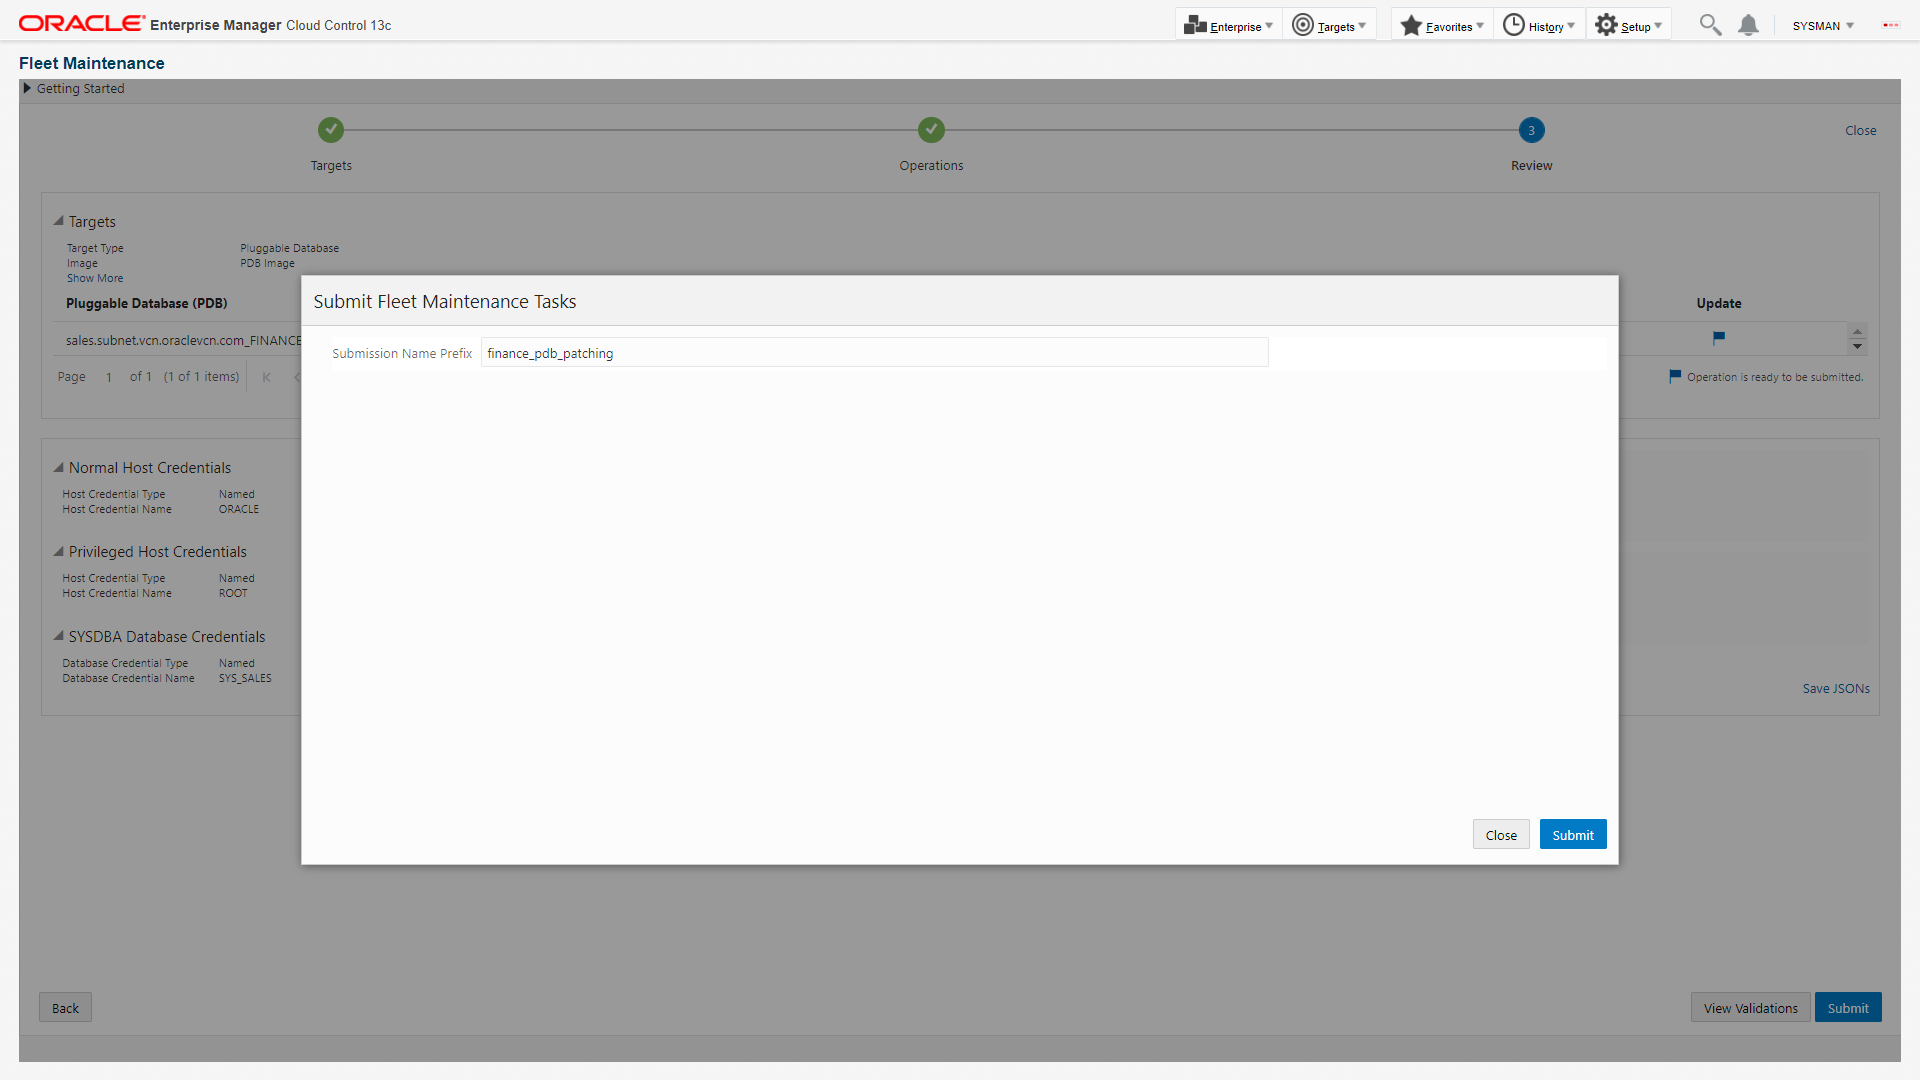 ORACLE Enterprise Manager Cloud Control 13c
Enterprise Targets Favorites History Setup SYSMAN
Fleet Maintenance
Getting Started
3 Close
Targets Operations Review
Targets
Target Type Pluggable Database
Image PDB Image
Show More
Submit Fleet Maintenance Tasks
Pluggable Database (PDB) Update
sales.subnet.vcn.oraclevcn.com_FINANCE
Submission Name Prefix finance_pdb_patching
Page 1 of 1 (1 of 1 items) Operation is ready to be submitted.
Normal Host Credentials
Host Credential Type Named
Host Credential Name ORACLE
Privileged Host Credentials
Host Credential Type Named
Host Credential Name ROOT
SYSDBA Database Credentials
Database Credential Type Named
Database Credential Name SYS_SALES
Save JSONs
Close Submit
Back View Validations Submit